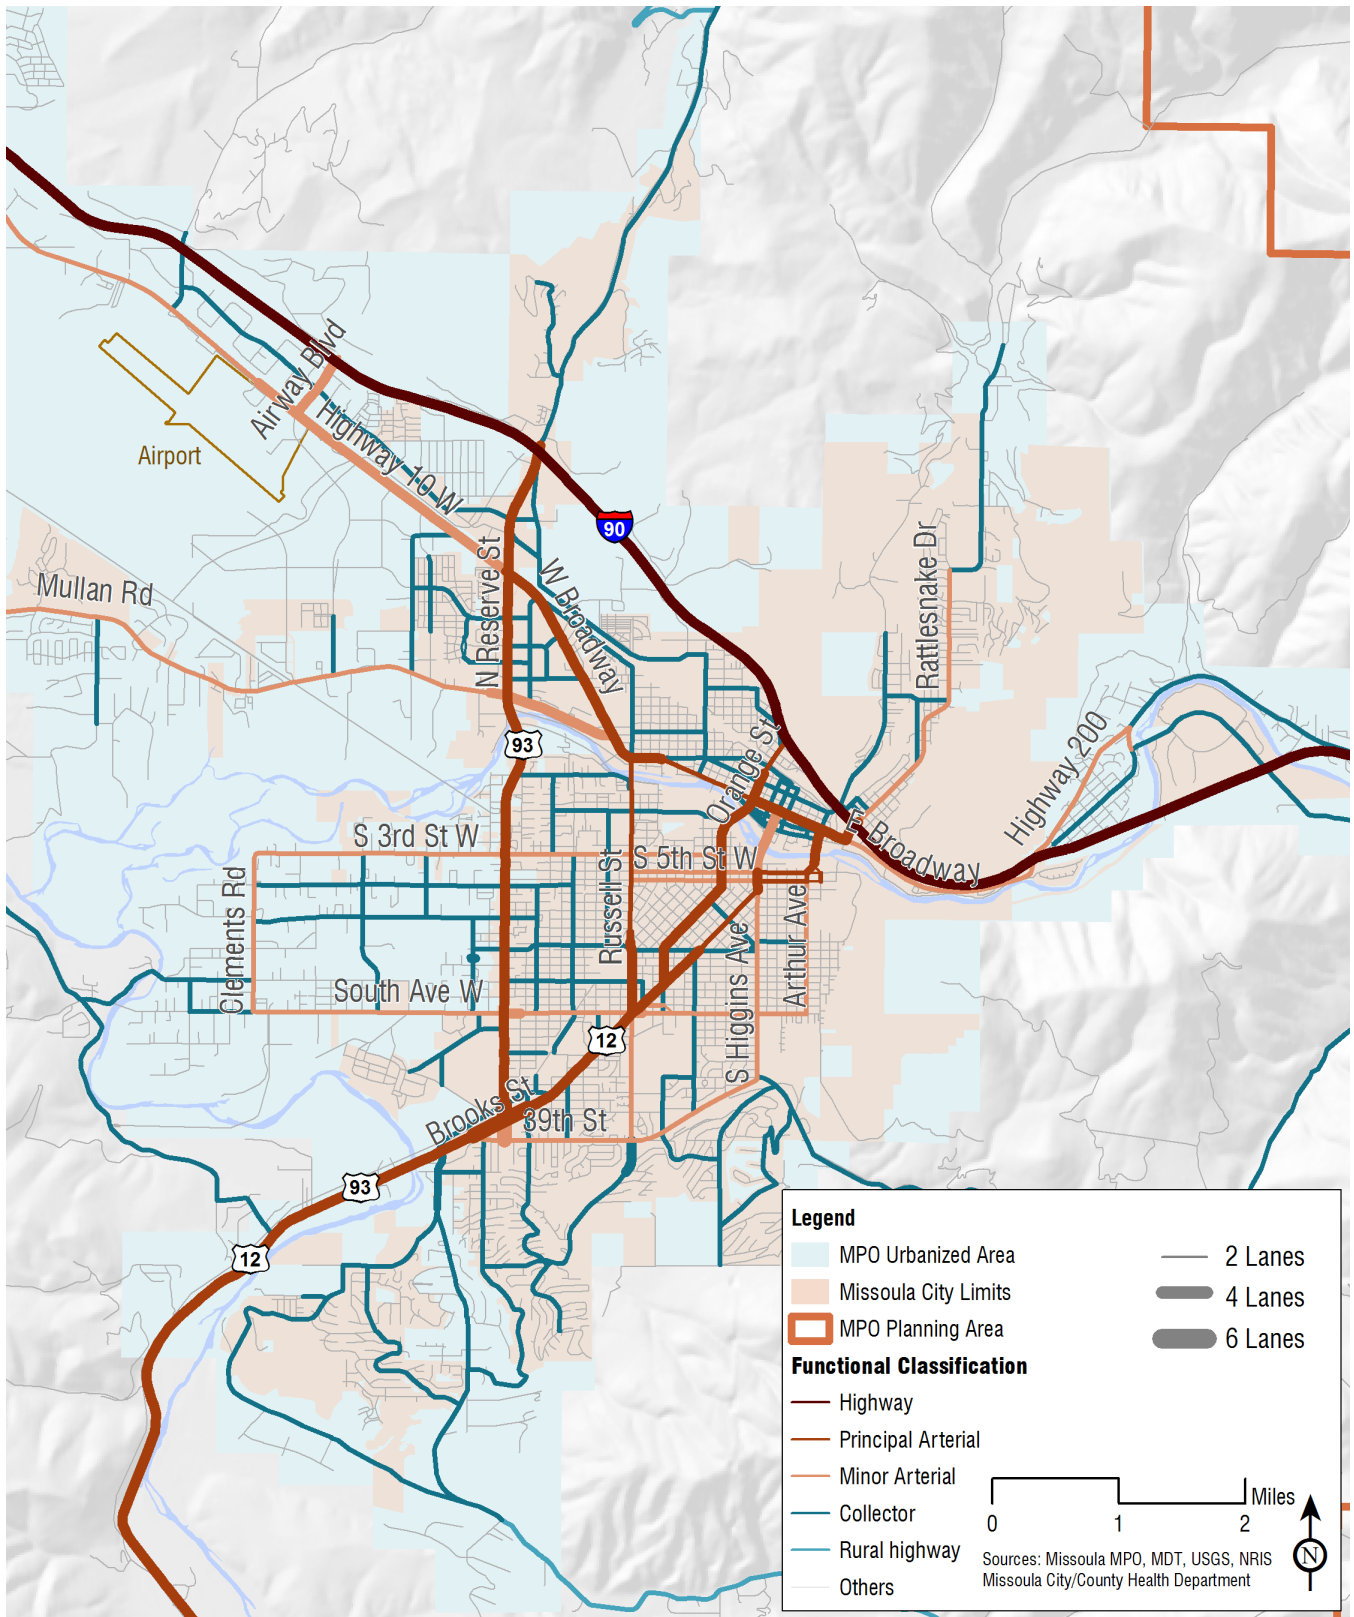 Airway Blvd
Highway 10 W
Airport
90
Mullan Rd
N Reserve St
W Broadway
Rattlesnake Dr
93
Orange St
Highway 200
E Broadway
S 3rd St W
S 5th St W
Clements Rd
Russell St
Arthur Ave
S Higgins Ave
South Ave W
12
Brooks St
39th St
93
12
Legend
MPO Urbanized Area
Missoula City Limits
MPO Planning Area
2 Lanes
4 Lanes
6 Lanes
Functional Classification
Highway
Principal Arterial
Minor Arterial
Collector
Rural highway
Others
Miles
0 1 2
N
Sources: Missoula MPO, MDT, USGS, NRIS
Missoula City/County Health Department